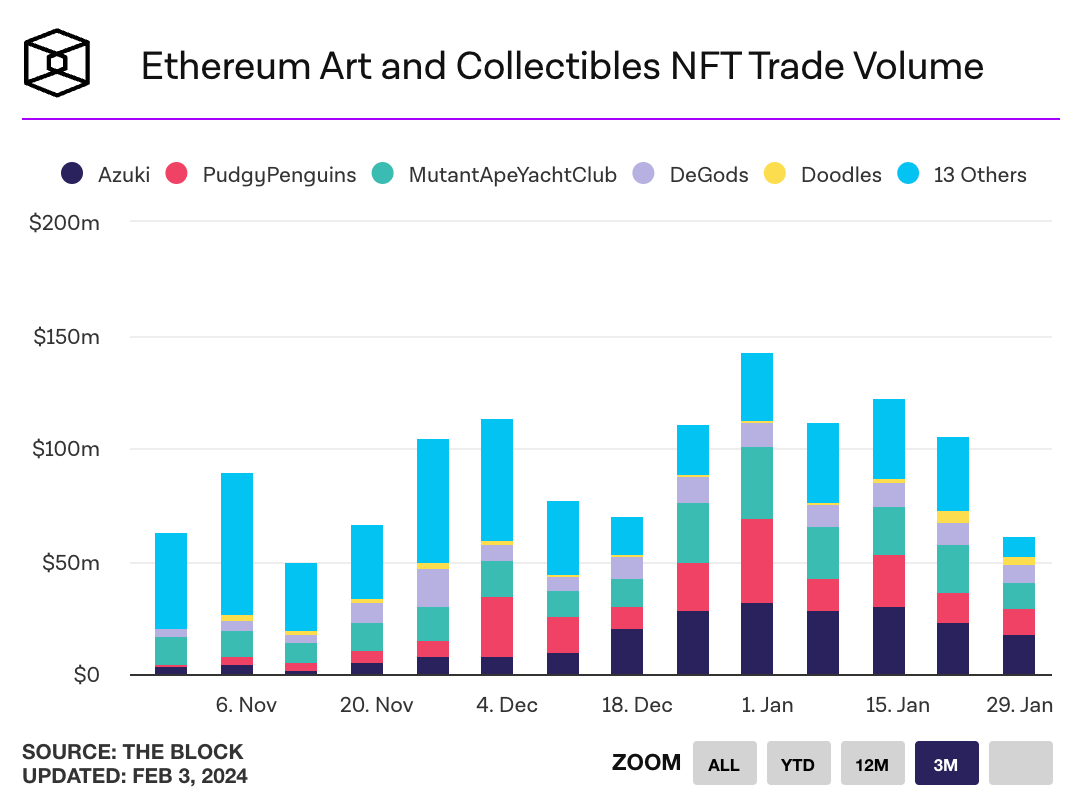 Ethereum Art and Collectibles NFT Trade Volume
Azuki PudgyPenguins MutantApeYachtClub DeGods Doodles 13 Others
$200m
$150m
$100m
$50m
$0
6. Nov 20. Nov 4. Dec 18. Dec 1. Jan 15. Jan 29. Jan
SOURCE: THE BLOCK
UPDATED: FEB 3, 2024
ZOOM ALL YTD 12M 3M